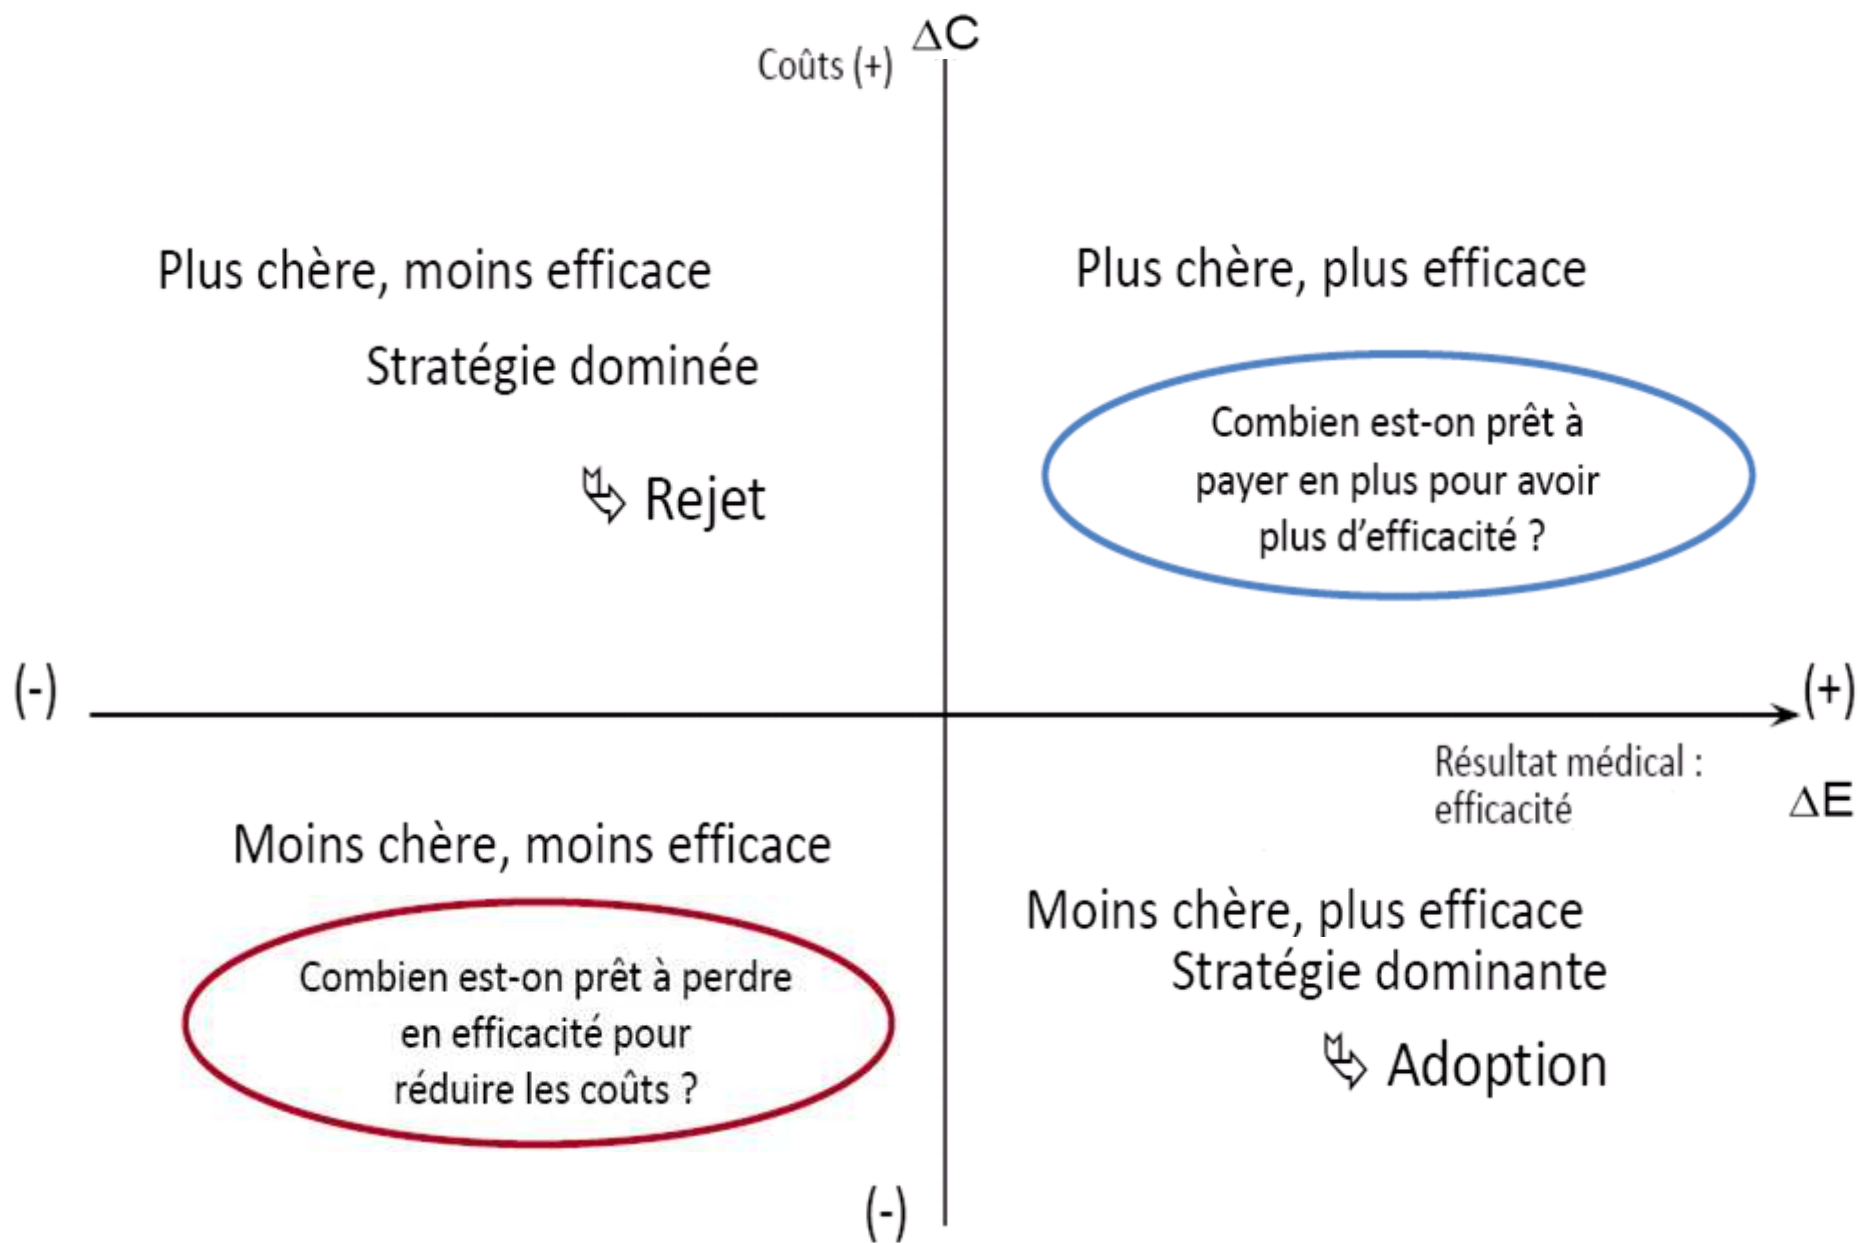 ΔC
Coûts (+)
Plus chère, moins efficace
Stratégie dominée
Rejet
Plus chère, plus efficace
Combien est-on prêt à
payer en plus pour avoir
plus d’efficacité ?
(-)
(+)
Résultat médical :
efficacité
ΔE
Moins chère, moins efficace
Combien est-on prêt à perdre
en efficacité pour
réduire les coûts ?
Moins chère, plus efficace
Stratégie dominante
Adoption
(-)